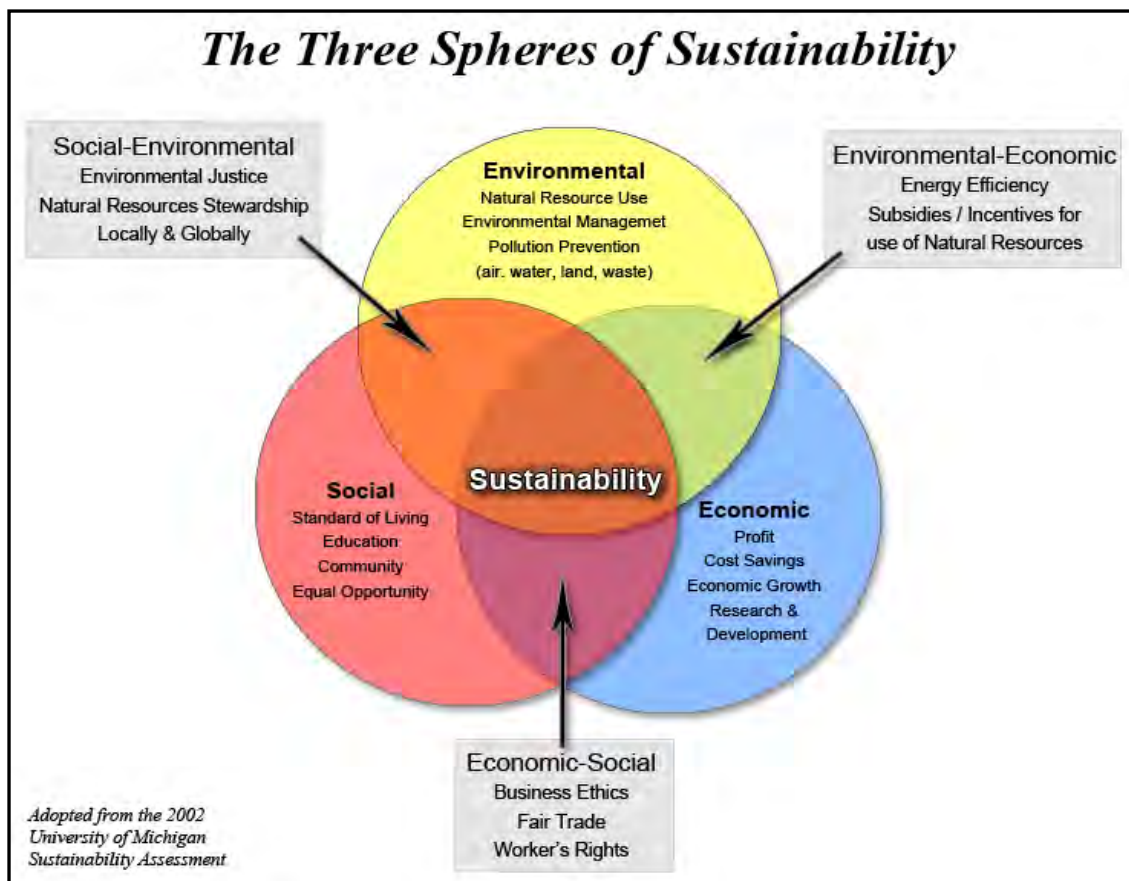 The Three Spheres of Sustainability
Social-Environmental
Environmental Justice
Natural Resources Stewardship
Locally & Globally
Environmental
Natural Resource Use
Environmental Managemet
Pollution Prevention
(air. water, land, waste)
Environmental-Economic
Energy Efficiency
Subsidies / Incentives for
use of Natural Resources
Sustainability
Social
Standard of Living
Education
Community
Equal Opportunity
Economic
Profit
Cost Savings
Economic Growth
Research &
Development
Economic-Social
Business Ethics
Fair Trade
Worker's Rights
Adopted from the 2002
University of Michigan
Sustainability Assessment